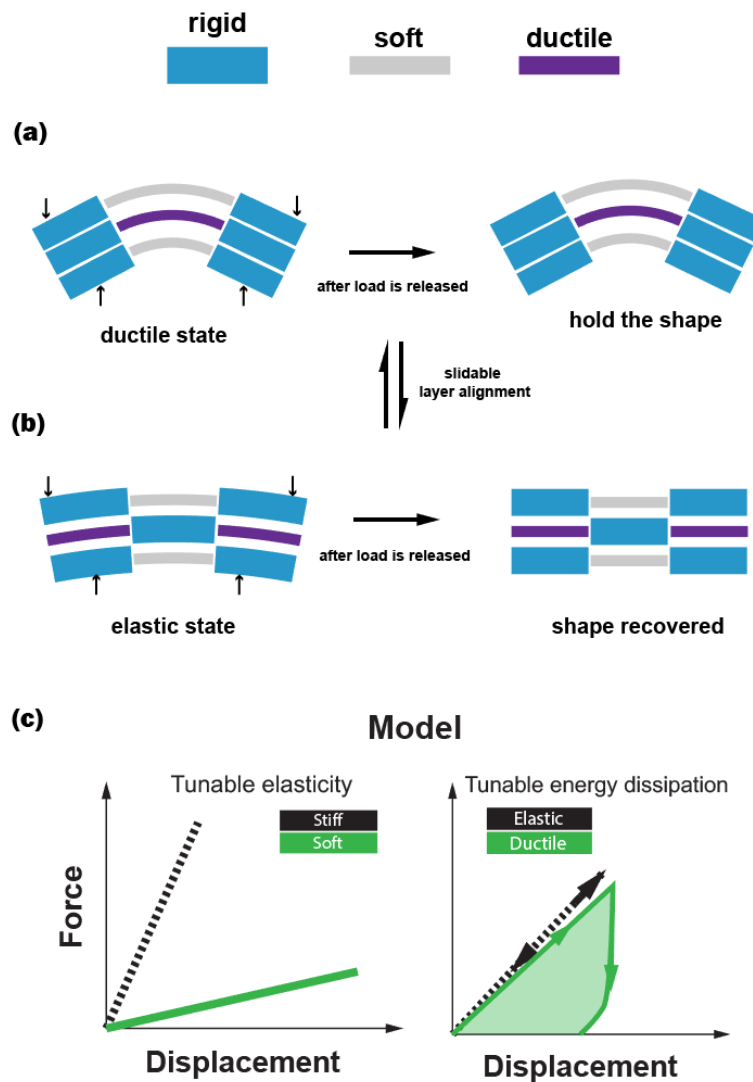 rigid
soft
ductile
(a)
after load is released
ductile state
hold the shape
slidable
layer alignment
(b)
after load is released
elastic state
shape recovered
(c)
Model
Tunable elasticity
Stiff
Soft
Force
Displacement
Tunable energy dissipation
Elastic
Ductile
Displacement